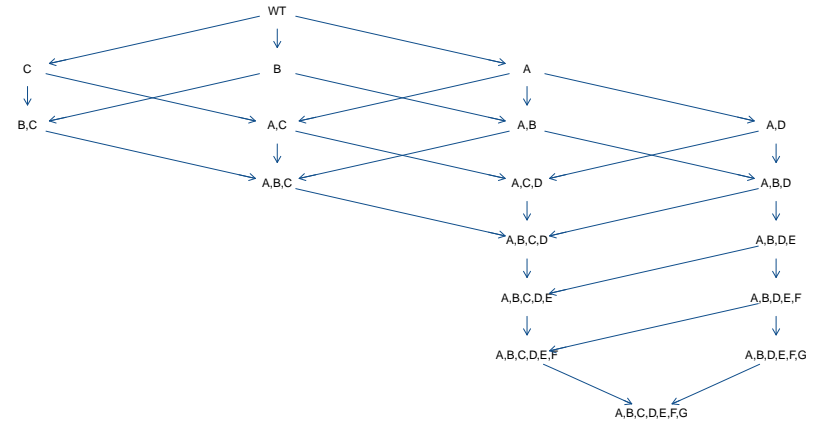 WT
C
B
A
B,C
A,C
A,B
A,D
A,B,C
A,C,D
A,B,D
A,B,C,D
A,B,D,E
A,B,C,D,E
A,B,D,E,F
A,B,C,D,E,F
A,B,D,E,F,G
A,B,C,D,E,F,G